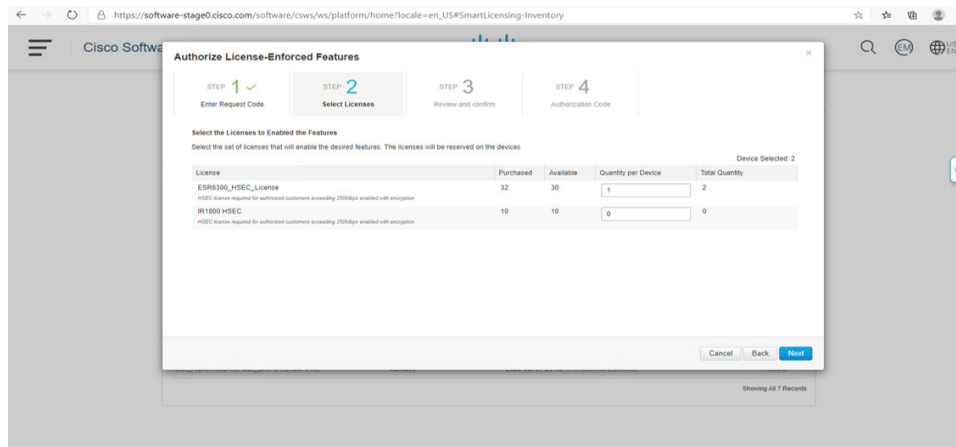 https://software-stage0.cisco.com/software/csws/ws/platform/home?locale=en_US#SmartLicensing-Inventory
Cisco Softwa
EM
US
EN
Authorize License-Enforced Features
STEP 1
Enter Request Code
STEP 2
Select Licenses
STEP 3
Review and confirm
STEP 4
Authorization Code
Select the Licenses to Enabled the Features
Select the set of licenses that will enable the desired features. The licenses will be reserved on the devices
Device Selected: 2
License Purchased Available Quantity per Device Total Quantity
ESR6300_HSEC_License 32 30 1 2
HSEC license required for authorized customers exceeding 250Mbps enabled with encryption
IR1800 HSEC 10 10 0 0
HSEC license required for authorized customers exceeding 250Mbps enabled with encryption
Cancel Back Next
Showing All 7 Records